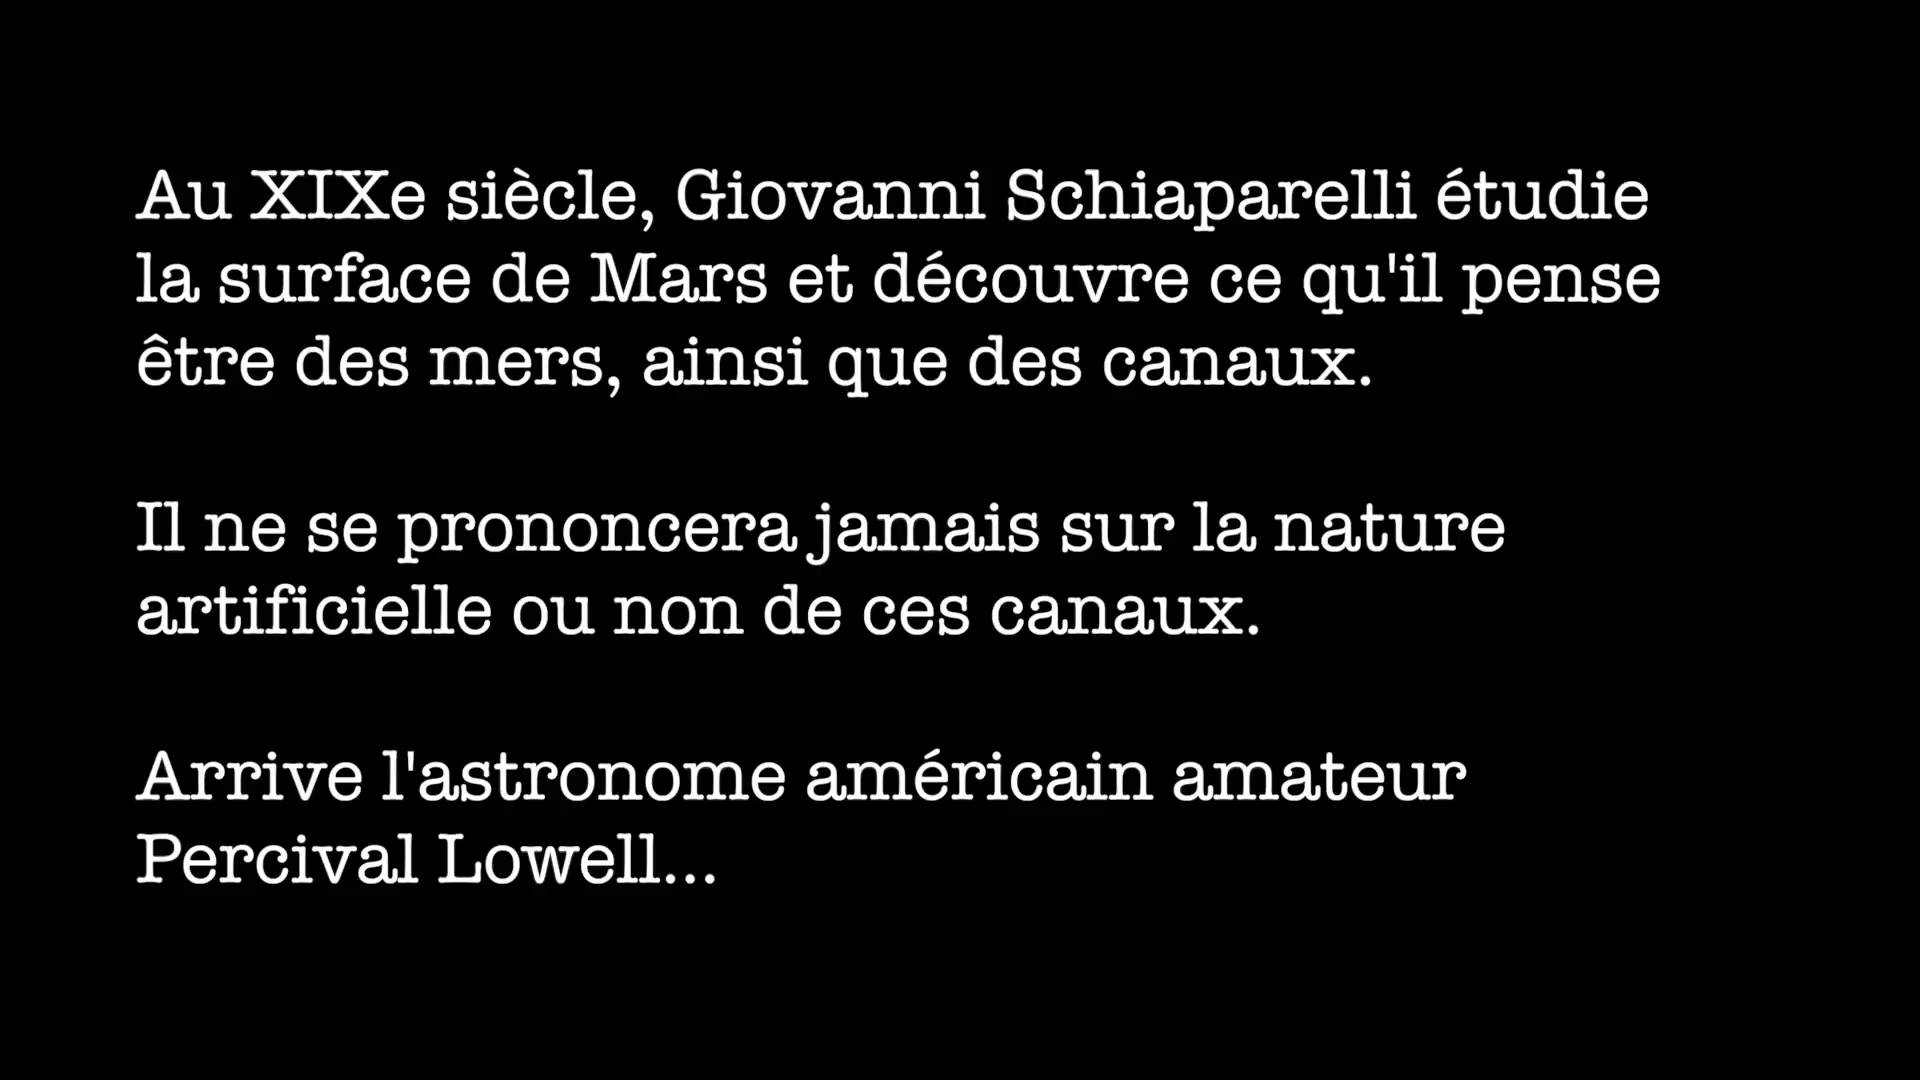 Au XIXe siècle, Giovanni Schiaparelli étudie
la surface de Mars et découvre ce qu'il pense
être des mers, ainsi que des canaux.
Il ne se prononcera jamais sur la nature
artificielle ou non de ces canaux.
Arrive l'astronome américain amateur
Percival Lowell...